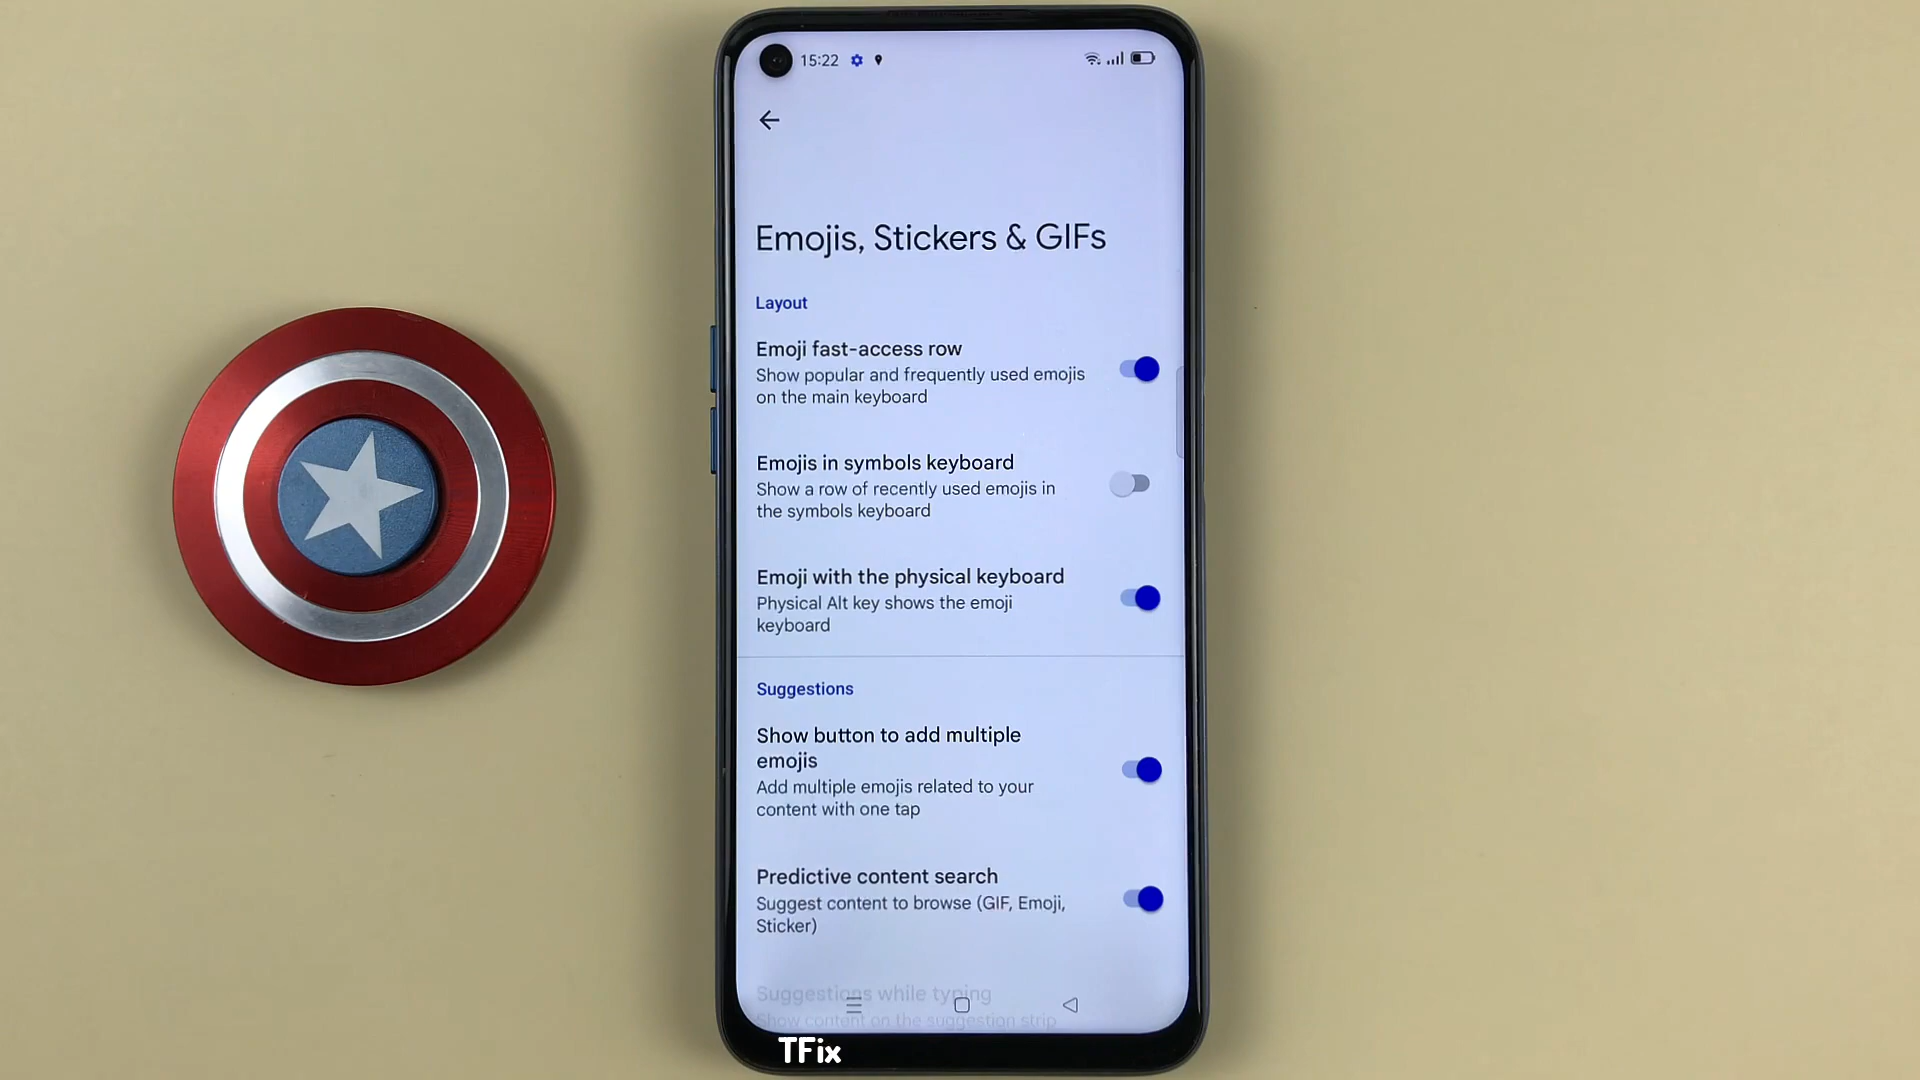 15:22
Emojis, Stickers & GIFs
Layout
Emoji fast-access row
Show popular and frequently used emojis
on the main keyboard
Emojis in symbols keyboard
Show a row of recently used emojis in
the symbols keyboard
Emoji with the physical keyboard
Physical Alt key shows the emoji
keyboard
Suggestions
Show button to add multiple
emojis
Add multiple emojis related to your
content with one tap
Predictive content search
Suggest content to browse (GIF, Emoji,
Sticker)
Suggestions while typing
Show content on the suggestion strip
TFix